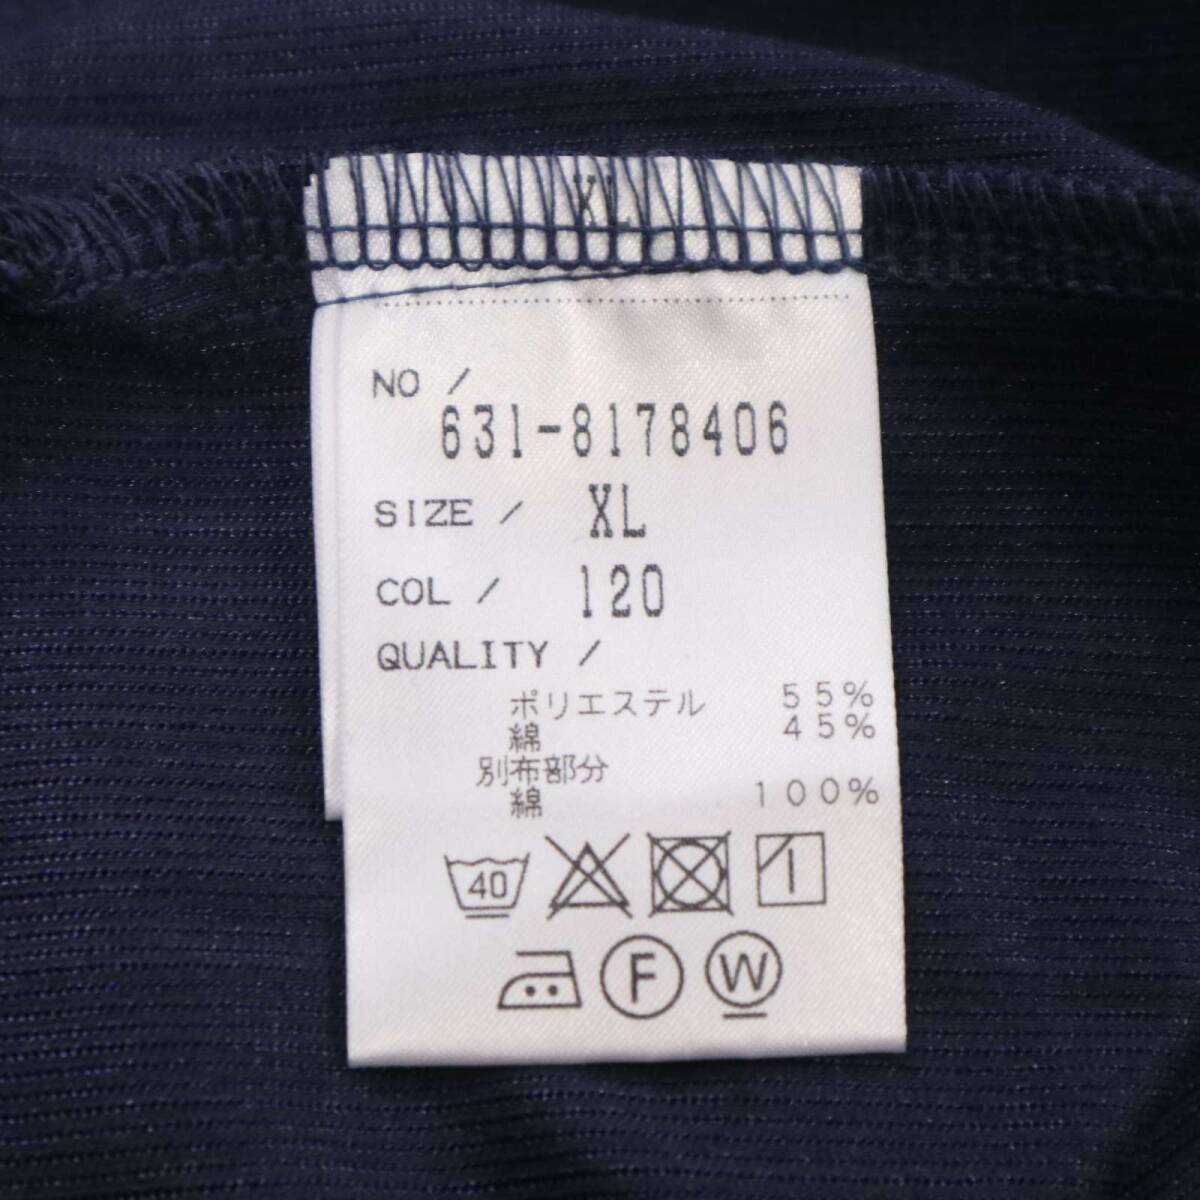 XL
NO /
631-8178406
SIZE / XL
COL / 120
QUALITY /
ポリエステル 55%
綿 45%
別布部分
綿 100%
40
F W